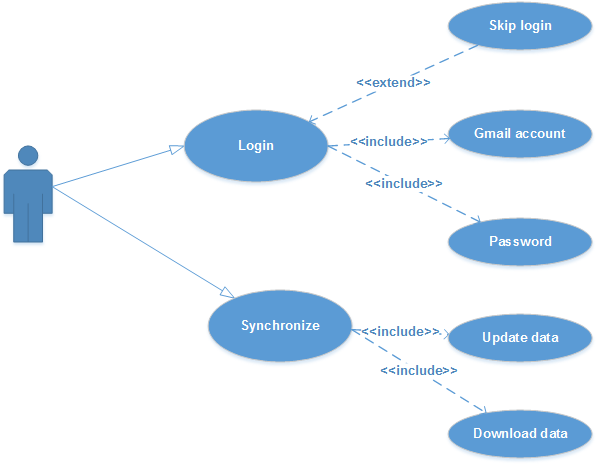 Skip login
<<extend>>
Login
<<include>>
Gmail account
<<include>>
Password
Synchronize
<<include>>
Update data
<<include>>
Download data